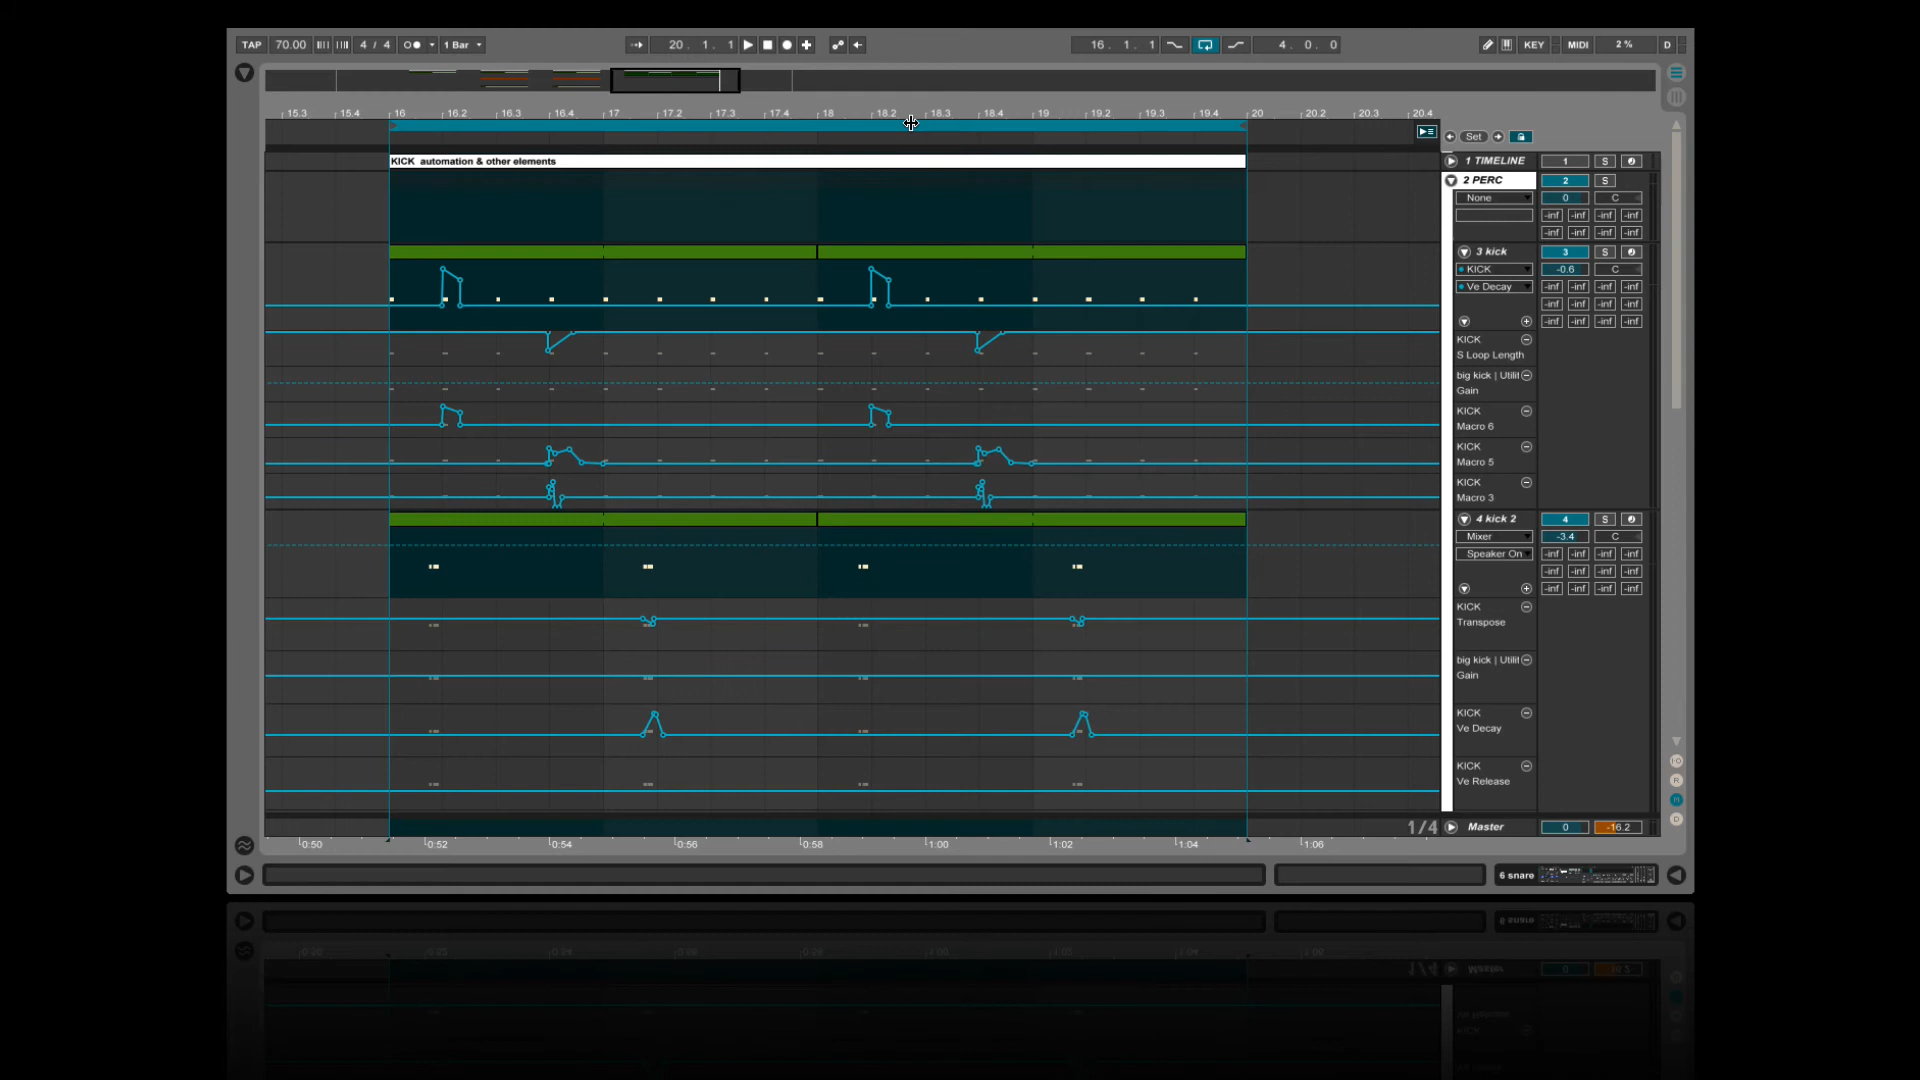 TAP 70.00 4 / 4 1 Bar 20 . 1 . 1 16 . 1 . 1 4 . 0 . 0 KEY MIDI 2 % D
15.3 15.4 16 16.2 16.3 16.4 17 17.2 17.3 17.4 18 18.2 18.3 18.4 19 19.2 19.3 19.4 20 20.2 20.3 20.4
Set
KICK automation & other elements
1 TIMELINE 1 S
2 PERC 2 S
None 0 C
-inf -inf -inf -inf
-inf -inf -inf -inf
3 kick 3 S
KICK -0.6 C
Ve Decay -inf -inf -inf -inf
-inf -inf -inf -inf
-inf -inf -inf -inf
KICK
S Loop Length
big kick | Utilit
Gain
KICK
Macro 6
KICK
Macro 5
KICK
Macro 3
4 kick 2 4 S
Mixer -3.4 C
Speaker On -inf -inf -inf -inf
-inf -inf -inf -inf
-inf -inf -inf -inf
KICK
Transpose
big kick | Utilit
Gain
KICK
Ve Decay
KICK
Ve Release
1/4 Master 0 -16.2
0:50 0:52 0:54 0:56 0:58 1:00 1:02 1:04 1:06
6 snare